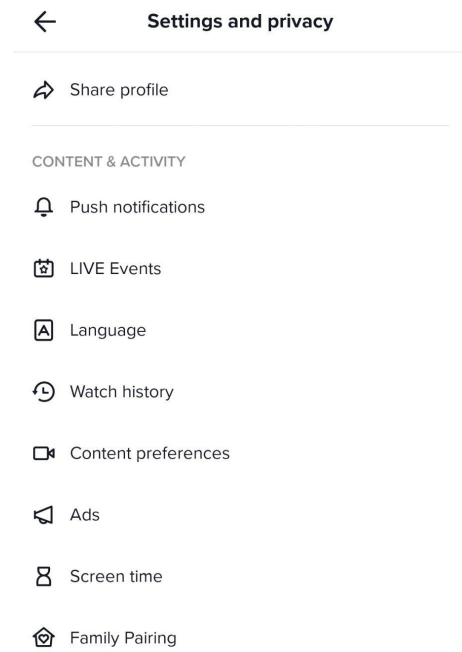 Settings and privacy
Share profile
CONTENT & ACTIVITY
Push notifications
LIVE Events
Language
Watch history
Content preferences
Ads
Screen time
Family Pairing